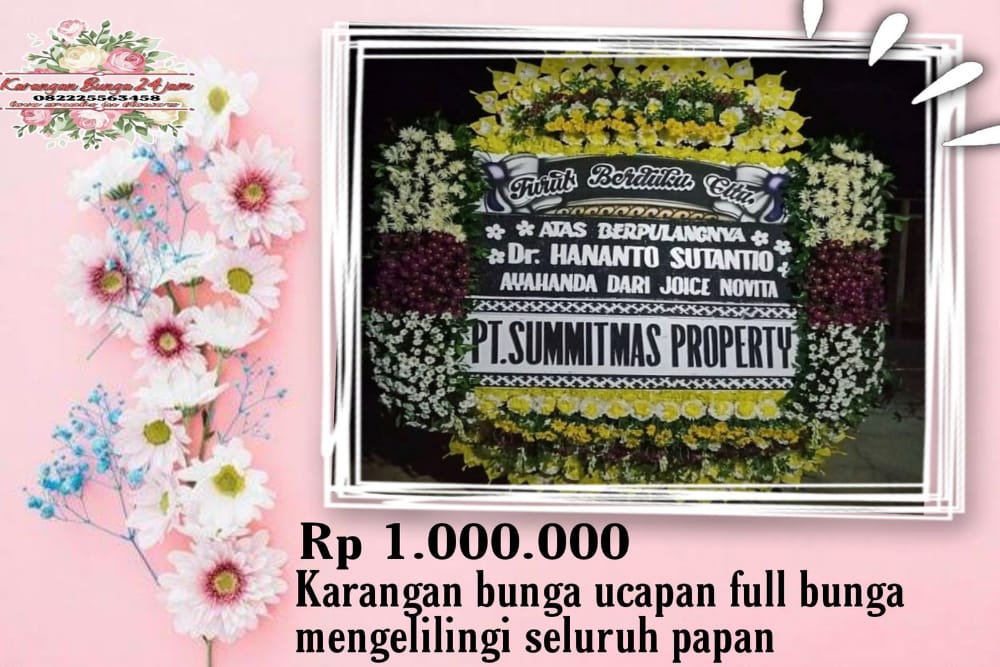 Karangan Bunga 24 jam
082225563458
Turut Berduka Cita
ATAS BERPULANGNYA
Dr. HANANTO SUTANTIO
AYAHANDA DARI JOICE NOVITA
PT.SUMMITMAS PROPERTY
Rp 1.000.000
Karangan bunga ucapan full bunga
mengelilingi seluruh papan